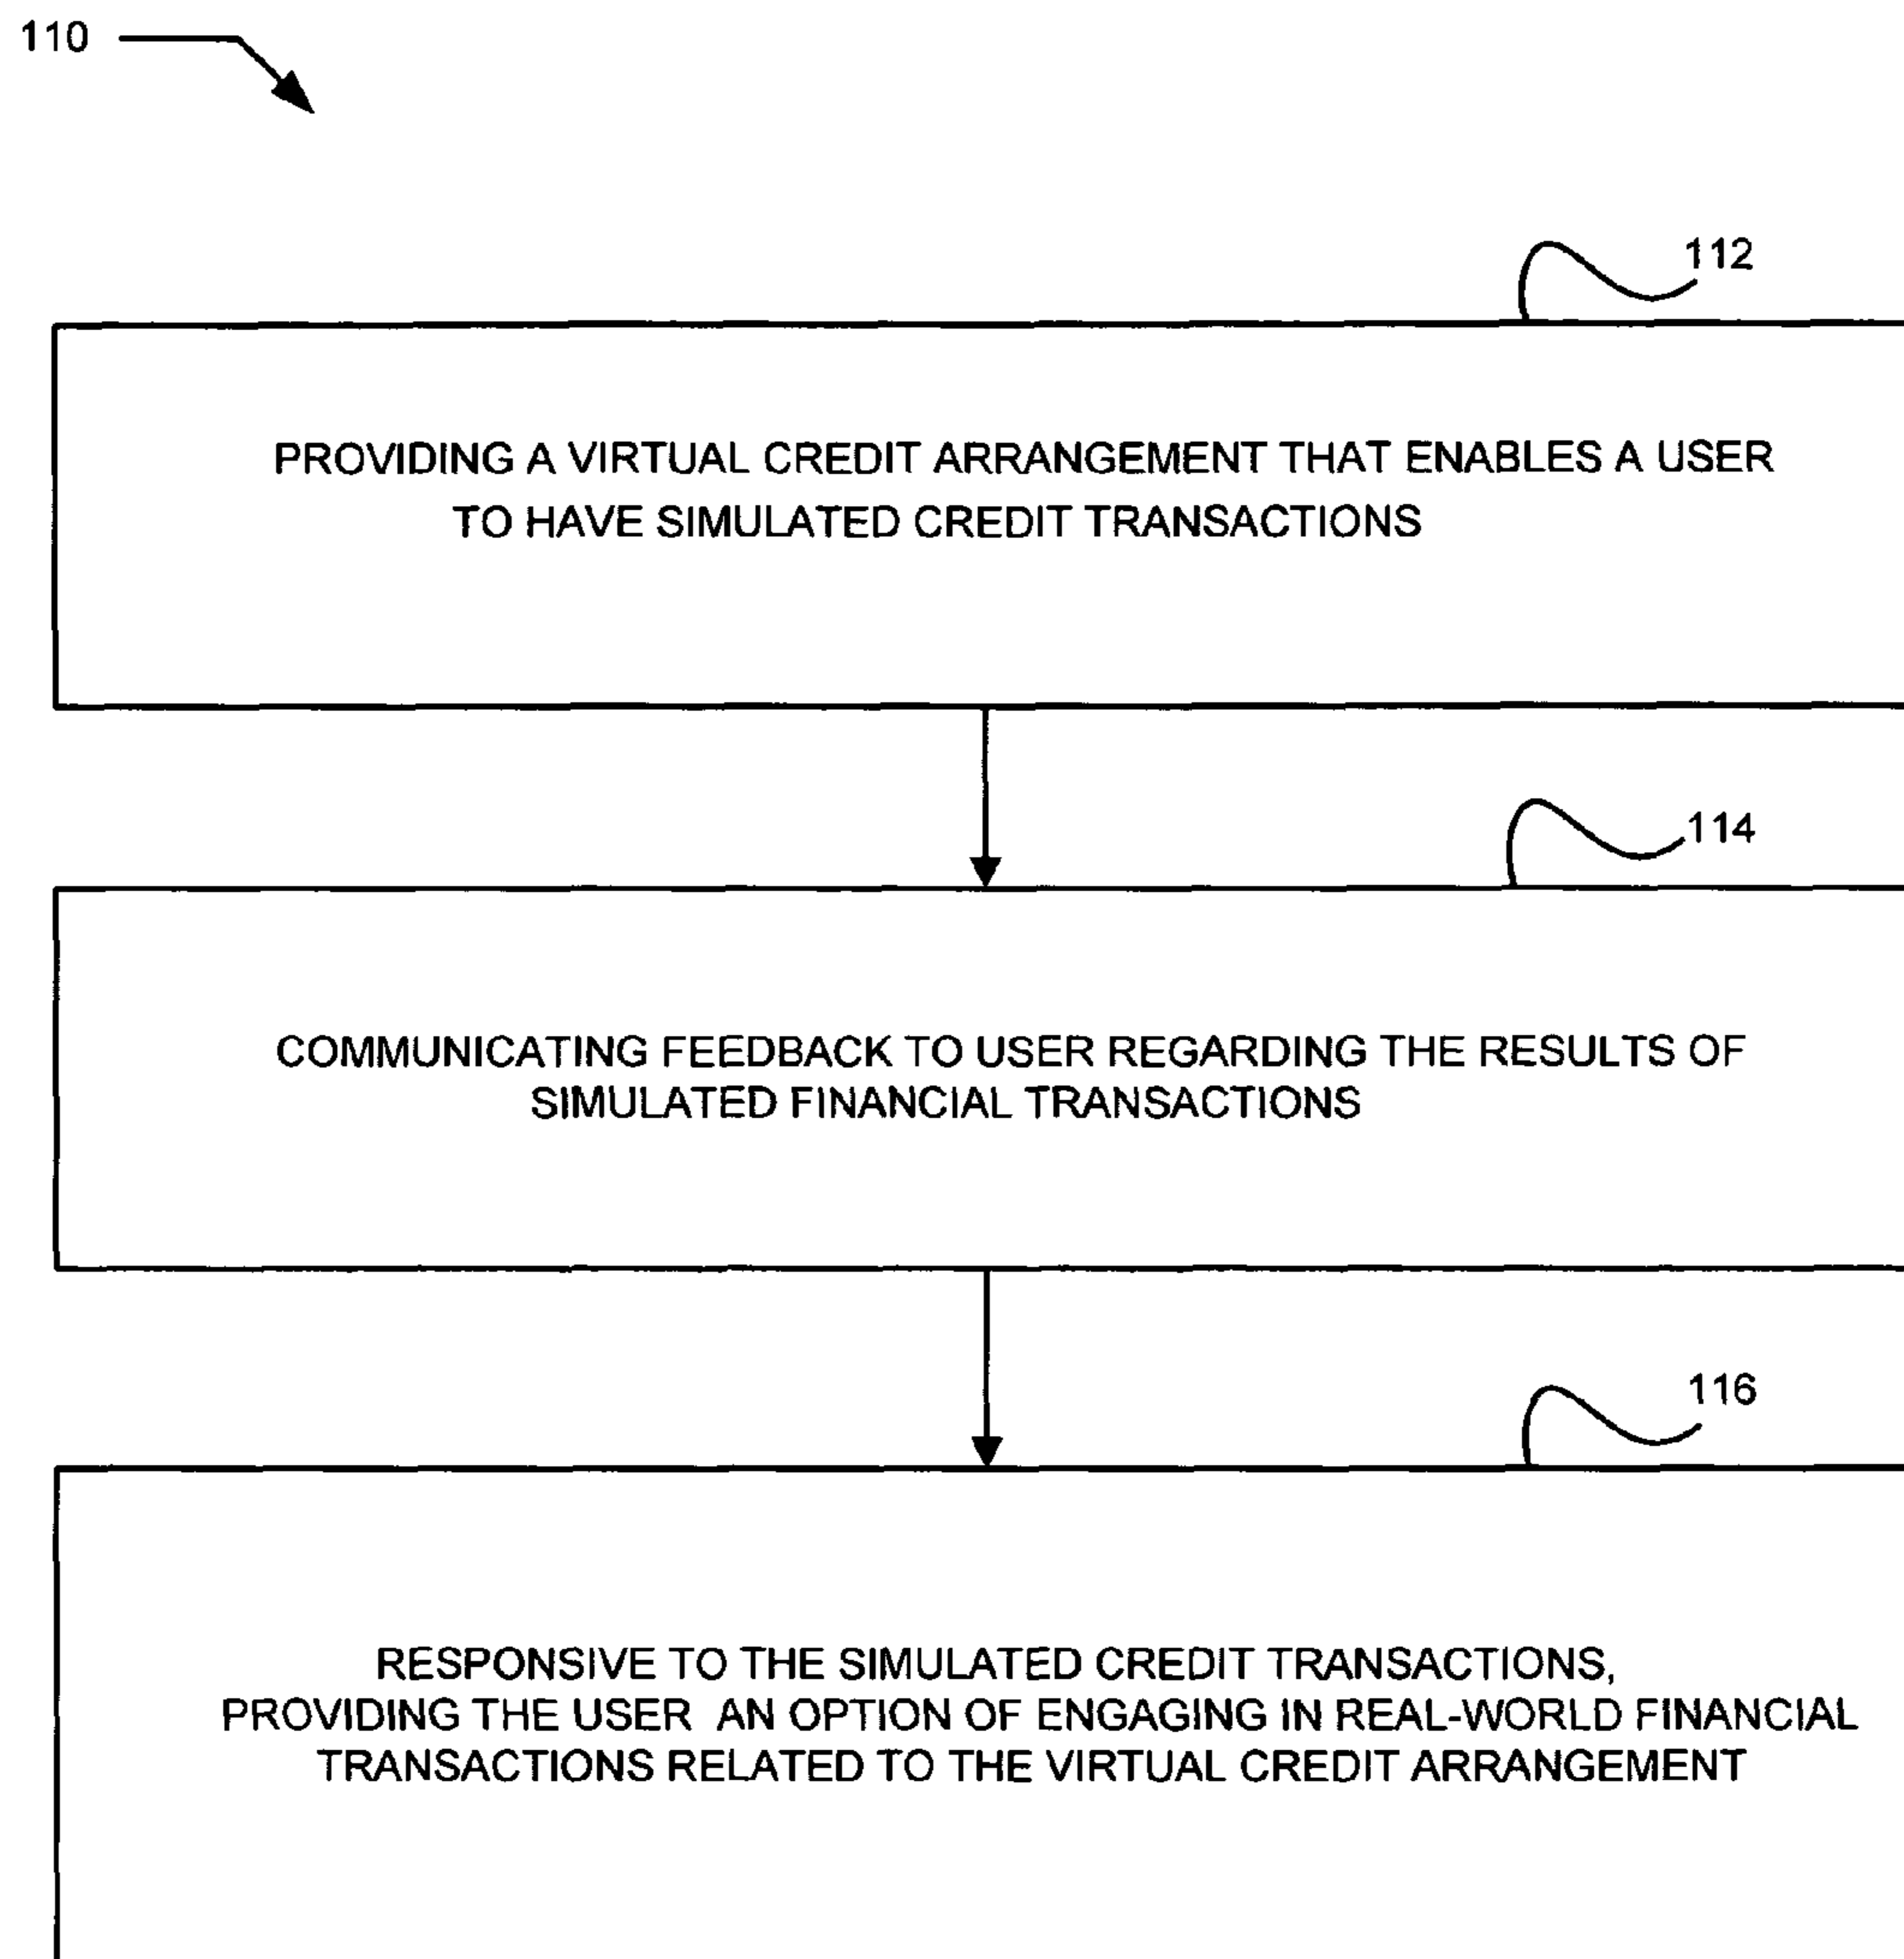 110
112
PROVIDING A VIRTUAL CREDIT ARRANGEMENT THAT ENABLES A USER
TO HAVE SIMULATED CREDIT TRANSACTIONS
114
COMMUNICATING FEEDBACK TO USER REGARDING THE RESULTS OF
SIMULATED FINANCIAL TRANSACTIONS
116
RESPONSIVE TO THE SIMULATED CREDIT TRANSACTIONS,
PROVIDING THE USER AN OPTION OF ENGAGING IN REAL-WORLD FINANCIAL
TRANSACTIONS RELATED TO THE VIRTUAL CREDIT ARRANGEMENT